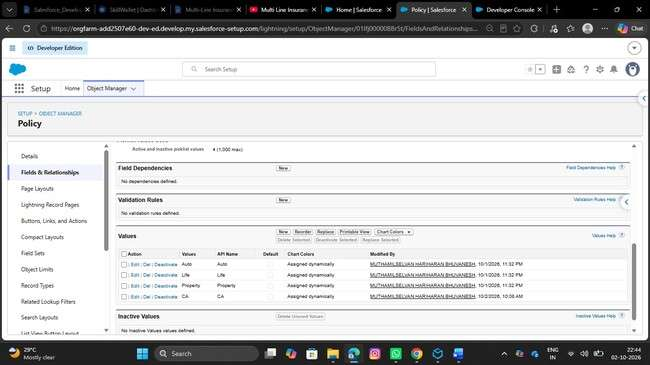 Salesforce_Develo
SkillWallet | Dashb
Multi-Line-Insuranc
Multi Line Insuran
Home | Salesforce
Policy | Salesforce
Developer Console
https://orgfarm-add2507e60-dev-ed.develop.my.salesforce-setup.com/lightning/setup/ObjectManager/
/FieldsAndRelationships...
Chat
Developer Edition
Search Setup
Setup
Home
Object Manager
SETUP > OBJECT MANAGER
Policy
Details
Fields & Relationships
Page Layouts
Lightning Record Pages
Buttons, Links, and Actions
Compact Layouts
Field Sets
Object Limits
Record Types
Related Lookup Filters
Search Layouts
List View Button Layout
Active and inactive picklist values 4 (1,000 max)
Field Dependencies New Field Dependencies Help ?
No dependencies defined.
Validation Rules New Validation Rules Help ?
No validation rules defined.
Values New Reorder Replace Printable View Chart Colors Values Help ?
Delete Selected Deactivate Selected Replace Selected
Action Values API Name Default Chart Colors Modified By
Edit | Del | Deactivate Auto Auto Assigned dynamically MUTHAMILSELVAN HARIHARAN BHUVANESH, 10/1/2026, 11:32 PM
Edit | Del | Deactivate Life Life Assigned dynamically MUTHAMILSELVAN HARIHARAN BHUVANESH, 10/1/2026, 11:32 PM
Edit | Del | Deactivate Property Property Assigned dynamically MUTHAMILSELVAN HARIHARAN BHUVANESH, 10/1/2026, 11:32 PM
Edit | Del | Deactivate CA CA Assigned dynamically MUTHAMILSELVAN HARIHARAN BHUVANESH, 10/2/2026, 10:08 AM
Inactive Values Delete Unused Values Inactive Values Help ?
No Inactive Values values defined.
29°C
Mostly clear
Search
ENG
IN
22:44
02-10-2026